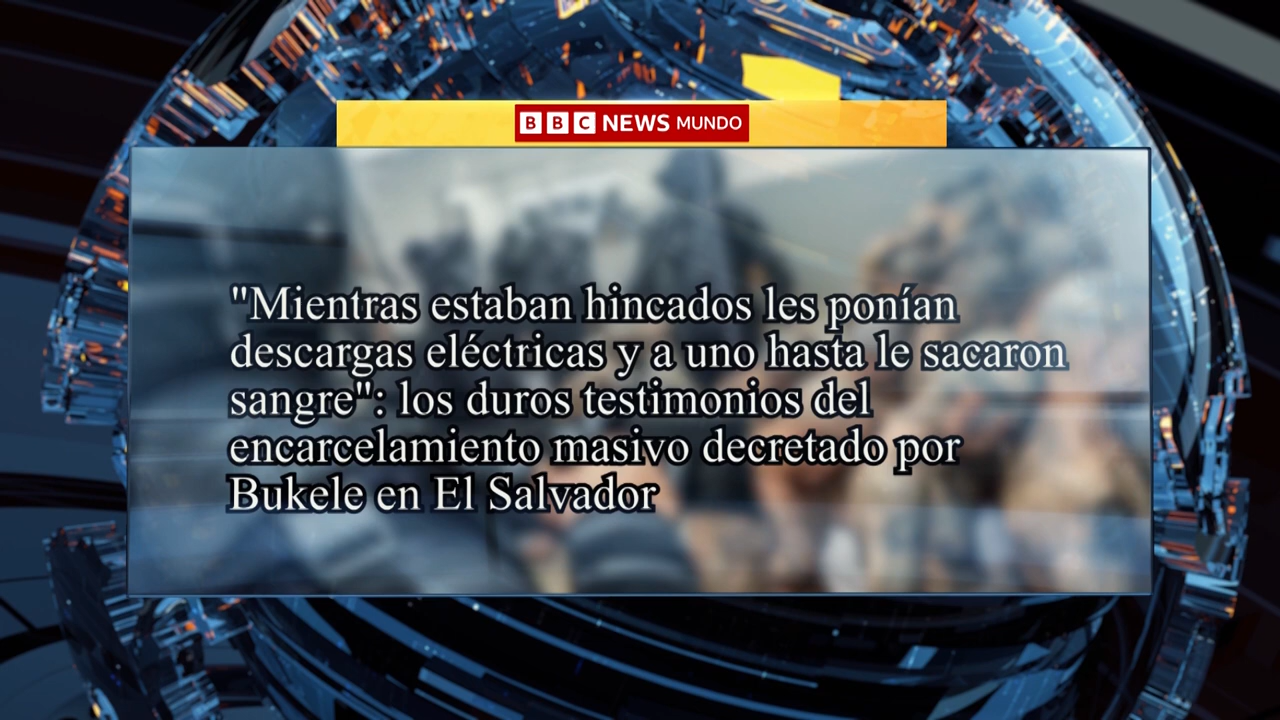 BBC NEWS MUNDO
"Mientras estaban hincados les ponían
descargas eléctricas y a uno hasta le sacaron
sangre": los duros testimonios del
encarcelamiento masivo decretado por
Bukele en El Salvador